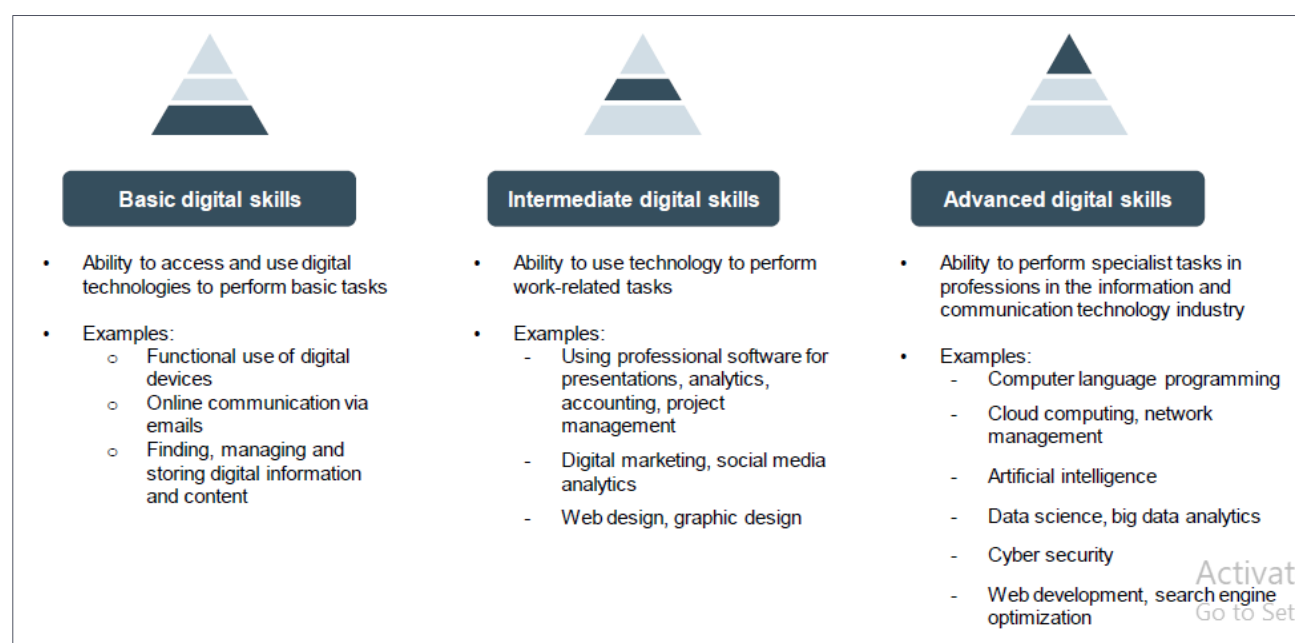 Basic digital skills
• Ability to access and use digital
technologies to perform basic tasks
• Examples:
o Functional use of digital
devices
o Online communication via
emails
o Finding, managing and
storing digital information
and content
Intermediate digital skills
• Ability to use technology to perform
work-related tasks
• Examples:
- Using professional software for
presentations, analytics,
accounting, project
management
- Digital marketing, social media
analytics
- Web design, graphic design
Advanced digital skills
• Ability to perform specialist tasks in
professions in the information and
communication technology industry
• Examples:
- Computer language programming
- Cloud computing, network
management
- Artificial intelligence
- Data science, big data analytics
- Cyber security
- Web development, search engine
optimization
Activat
Go to Set